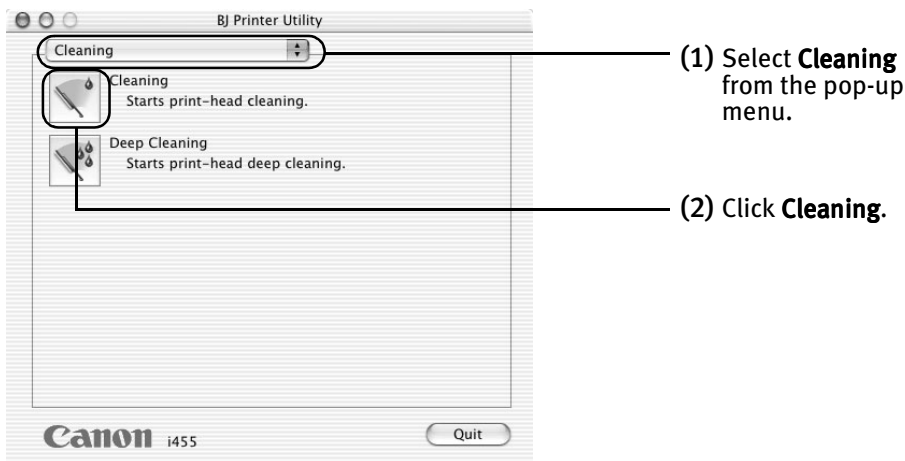 BJ Printer Utility
Cleaning
Cleaning
Starts print-head cleaning.
Deep Cleaning
Starts print-head deep cleaning.
Canon i455
Quit
(1) Select Cleaning
from the pop-up
menu.
(2) Click Cleaning.